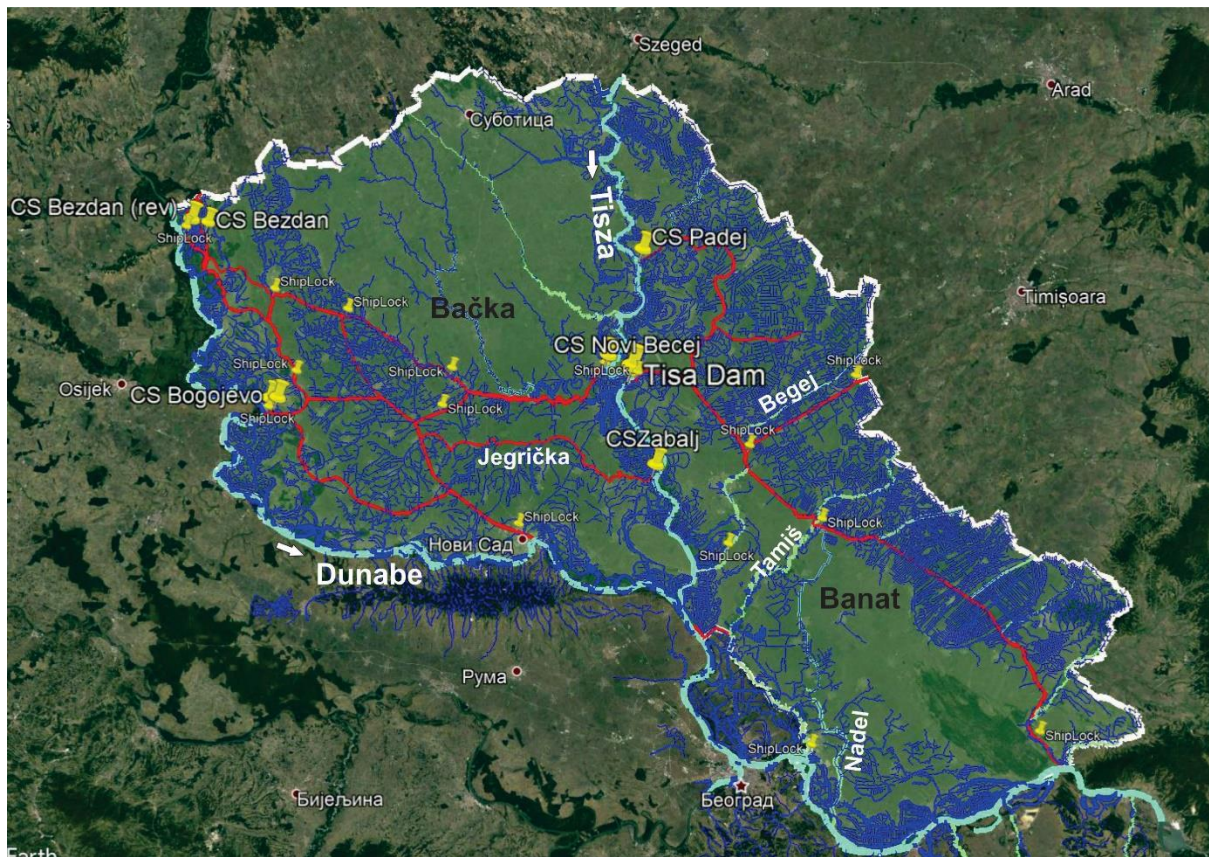 Szeged
Arad
Суботица
Tisza
CS Bezdan (rev)
CS Bezdan
ShipLock
CS Padej
ShipLock
ShipLock
Timișoara
Bačka
CS Novi Becej
ShipLock
ShipLock
ShipLock
ShipLock
Tisa Dam
Osijek
CS Bogojevo
Begej
ShipLock
ShipLock
ShipLock
CSZabalj
Jegrička
ShipLock
ShipLock
Нови Сад
ShipLock
Tamiš
Dunabe
Banat
Рума
ShipLock
ShipLock
Nadel
Београд
Бијељина
Earth